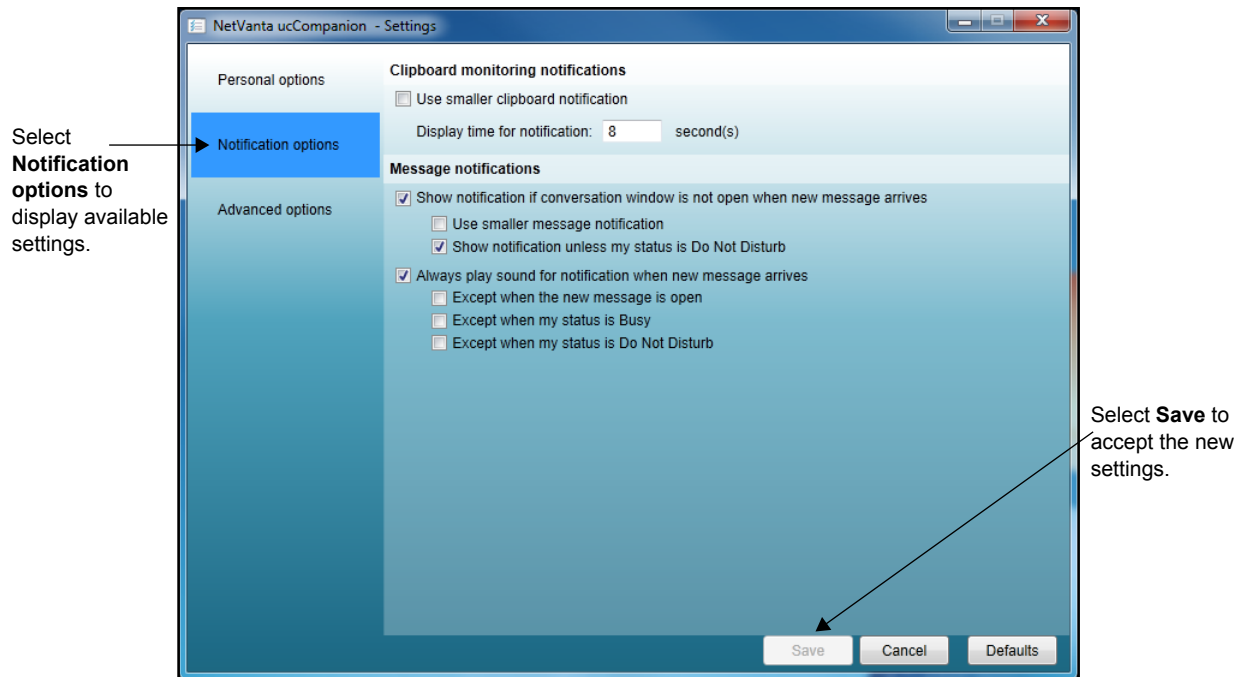 NetVanta ucCompanion - Settings
Personal options
Notification options
Advanced options
Clipboard monitoring notifications
Use smaller clipboard notification
Display time for notification: 8 second(s)
Message notifications
Show notification if conversation window is not open when new message arrives
Use smaller message notification
Show notification unless my status is Do Not Disturb
Always play sound for notification when new message arrives
Except when the new message is open
Except when my status is Busy
Except when my status is Do Not Disturb
Save Cancel Defaults
Select
Notification
options to
display available
settings.
Select Save to
accept the new
settings.